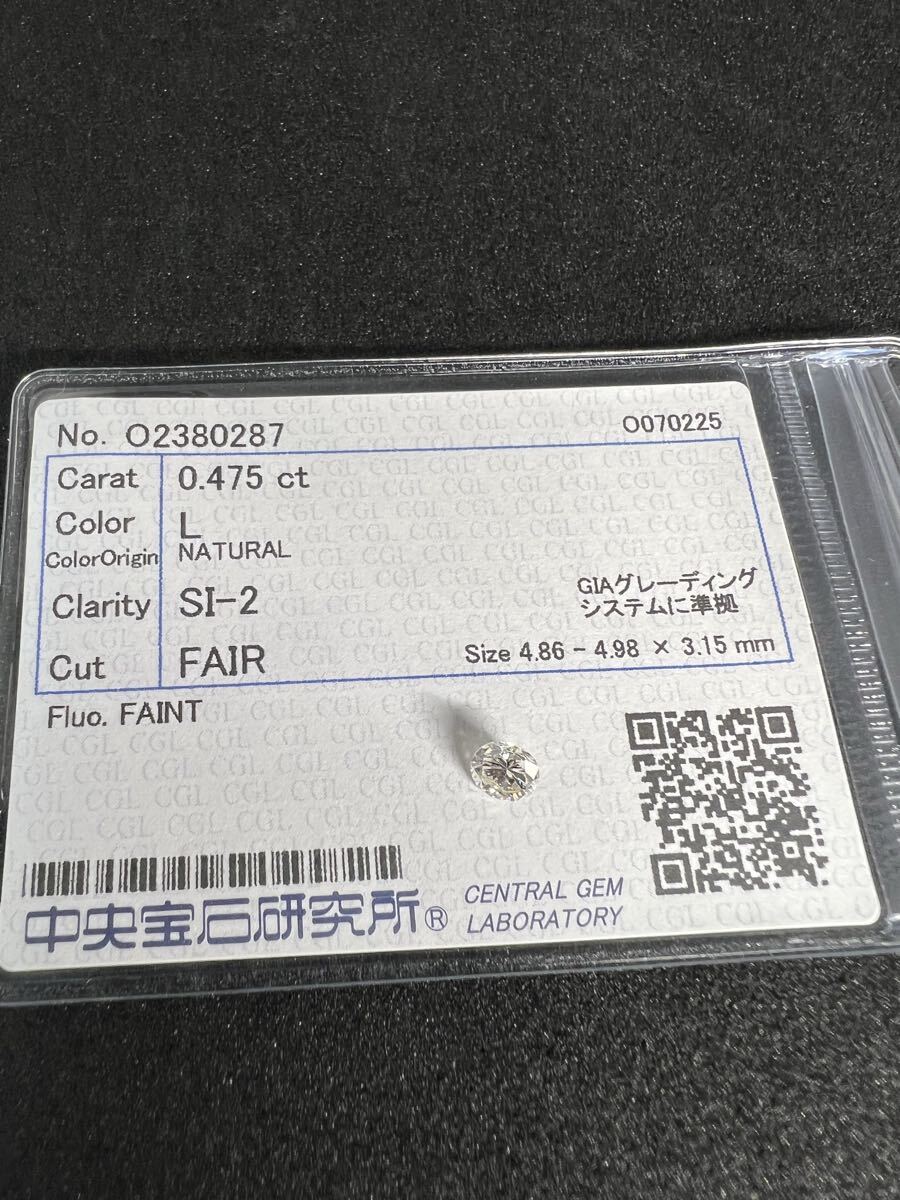 No. O2380287
O070225
Carat 0.475 ct
Color L
ColorOrigin NATURAL
Clarity SI-2
GIAグレーディング
システムに準拠
Cut FAIR
Size 4.86 - 4.98 × 3.15 mm
Fluo. FAINT
中央宝石研究所®
CENTRAL GEM
LABORATORY